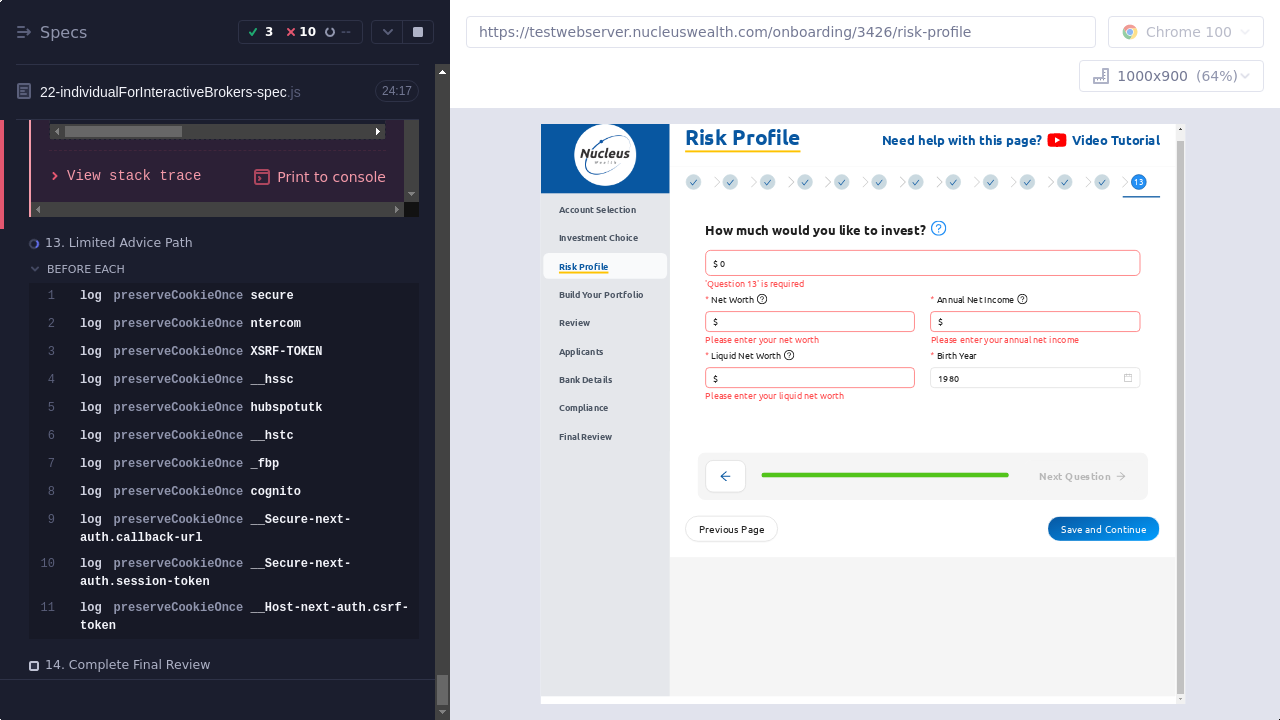 Specs
3
10
--
22-individualForInteractiveBrokers-spec.js
24:17
View stack trace
Print to console
13. Limited Advice Path
BEFORE EACH
1 log preserveCookieOnce secure
2 log preserveCookieOnce ntercom
3 log preserveCookieOnce XSRF-TOKEN
4 log preserveCookieOnce __hssc
5 log preserveCookieOnce hubspotutk
6 log preserveCookieOnce __hstc
7 log preserveCookieOnce _fbp
8 log preserveCookieOnce cognito
9 log preserveCookieOnce __Secure-next-
auth.callback-url
10 log preserveCookieOnce __Secure-next-
auth.session-token
11 log preserveCookieOnce __Host-next-auth.csrf-
token
14. Complete Final Review
https://testwebserver.nucleuswealth.com/onboarding/3426/risk-profile
Chrome 100
1000x900 (64%)
Nucleus
Wealth
Account Selection
Investment Choice
Risk Profile
Build Your Portfolio
Review
Applicants
Bank Details
Compliance
Final Review
Risk Profile
Need help with this page? Video Tutorial
13
How much would you like to invest?
$ 0
'Question 13' is required
* Net Worth
* Annual Net Income
$
$
Please enter your net worth
Please enter your annual net income
* Liquid Net Worth
* Birth Year
$
1980
Please enter your liquid net worth
Next Question
Previous Page
Save and Continue